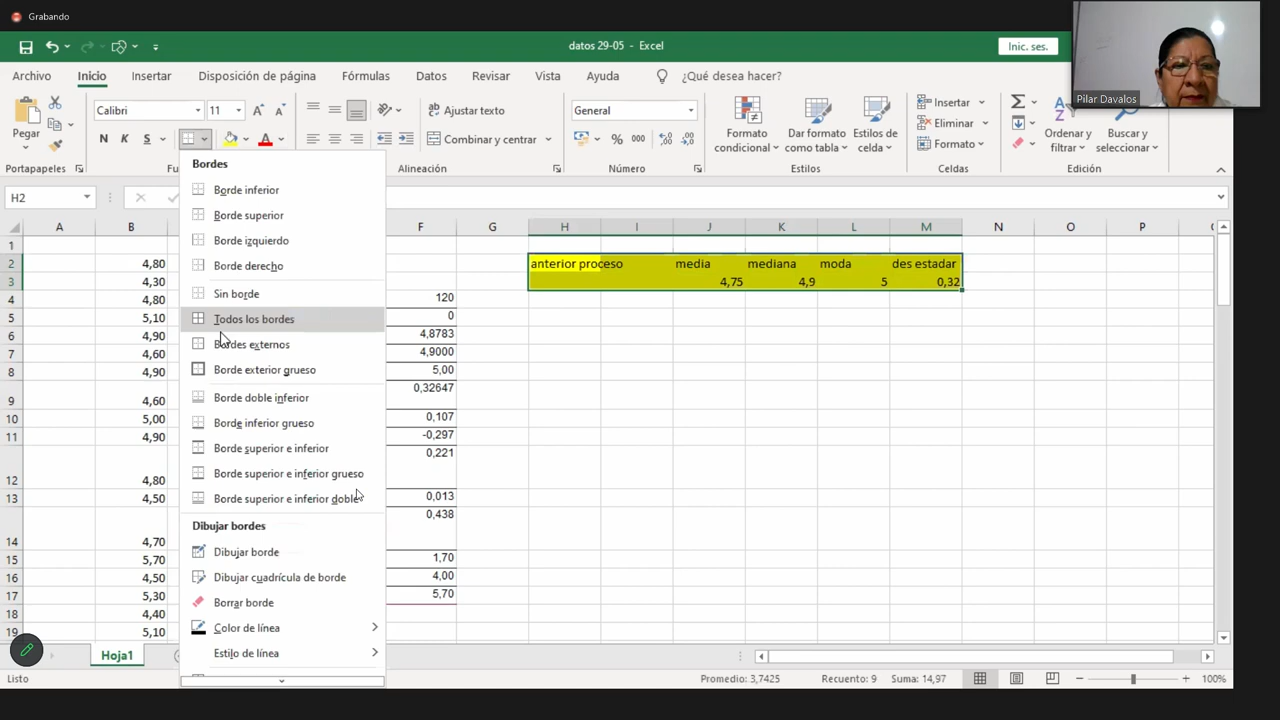 Grabando
datos 29-05 - Excel
Inic. ses.
Pilar Davalos
Archivo Inicio Insertar Disposición de página Fórmulas Datos Revisar Vista Ayuda ¿Qué desea hacer?
Pegar
Calibri 11
N K S
Ajustar texto
Combinar y centrar
General
% 000
Formato condicional
Dar formato como tabla
Estilos de celda
Insertar
Eliminar
Formato
Ordenar y filtrar
Buscar y seleccionar
Portapapeles Fu Alineación Número Estilos Celdas Edición
H2
A B F G H I J K L M N O P
1
2 4,80 anterior proceso media mediana moda des estadar
3 4,30 4,75 4,9 5 0,32
4 4,80 120
5 5,10 0
6 4,90 4,8783
7 4,60 4,9000
8 4,90 5,00
9 4,60 0,32647
10 5,00 0,107
11 4,90 -0,297
0,221
12 4,80
13 4,50 0,013
14 4,70 0,438
15 5,70 1,70
16 4,50 4,00
17 5,30 5,70
18 4,40
19 5,10
Bordes
Borde inferior
Borde superior
Borde izquierdo
Borde derecho
Sin borde
Todos los bordes
Bordes externos
Borde exterior grueso
Borde doble inferior
Borde inferior grueso
Borde superior e inferior
Borde superior e inferior grueso
Borde superior e inferior doble
Dibujar bordes
Dibujar borde
Dibujar cuadrícula de borde
Borrar borde
Color de línea
Estilo de línea
Hoja1
Listo
Promedio: 3,7425 Recuento: 9 Suma: 14,97
100%